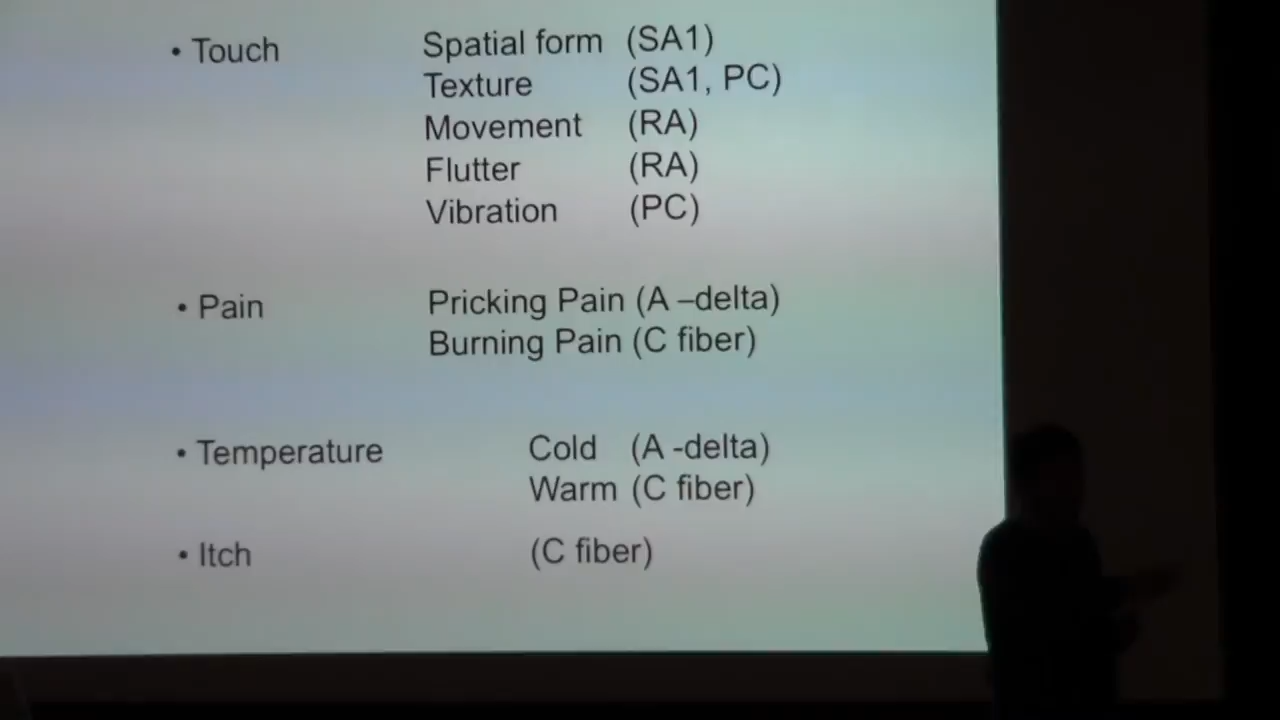 • Touch Spatial form (SA1)
Texture (SA1, PC)
Movement (RA)
Flutter (RA)
Vibration (PC)
• Pain Pricking Pain (A –delta)
Burning Pain (C fiber)
• Temperature Cold (A -delta)
Warm (C fiber)
• Itch (C fiber)